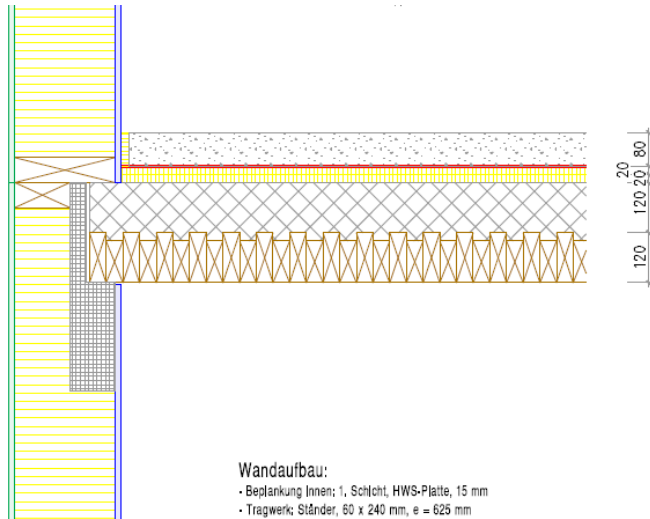 80
20
20
120
120
Wandaufbau:
- Beplankung innen: 1. Schicht, HWS-Platte, 15 mm
- Tragwerk: Ständer, 60 x 240 mm, e = 625 mm